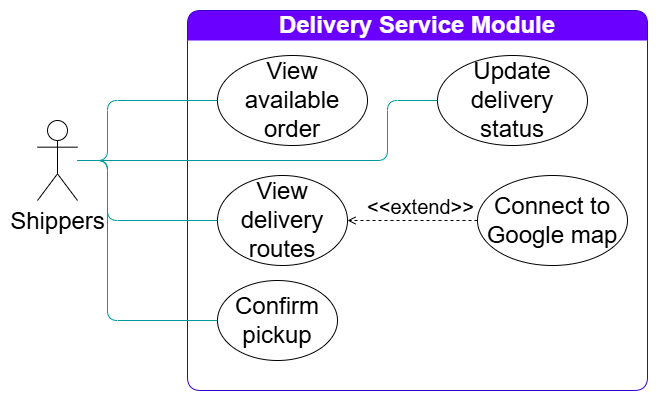 Delivery Service Module
View
available
order
Update
delivery
status
Shippers
View
delivery
routes
<<extend>>
Connect to
Google map
Confirm
pickup